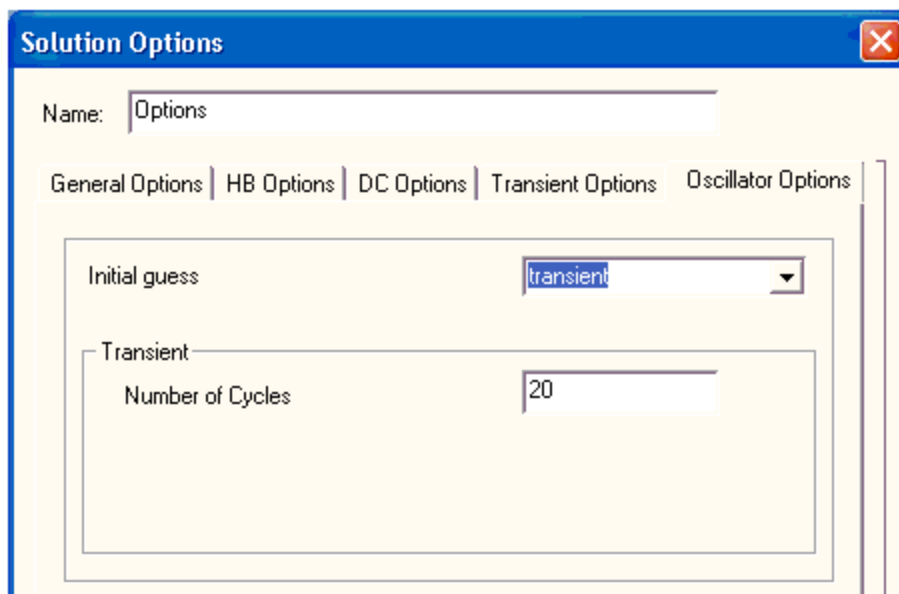 Solution Options
Name: Options
General Options HB Options DC Options Transient Options Oscillator Options
Initial guess transient
Transient
Number of Cycles 20